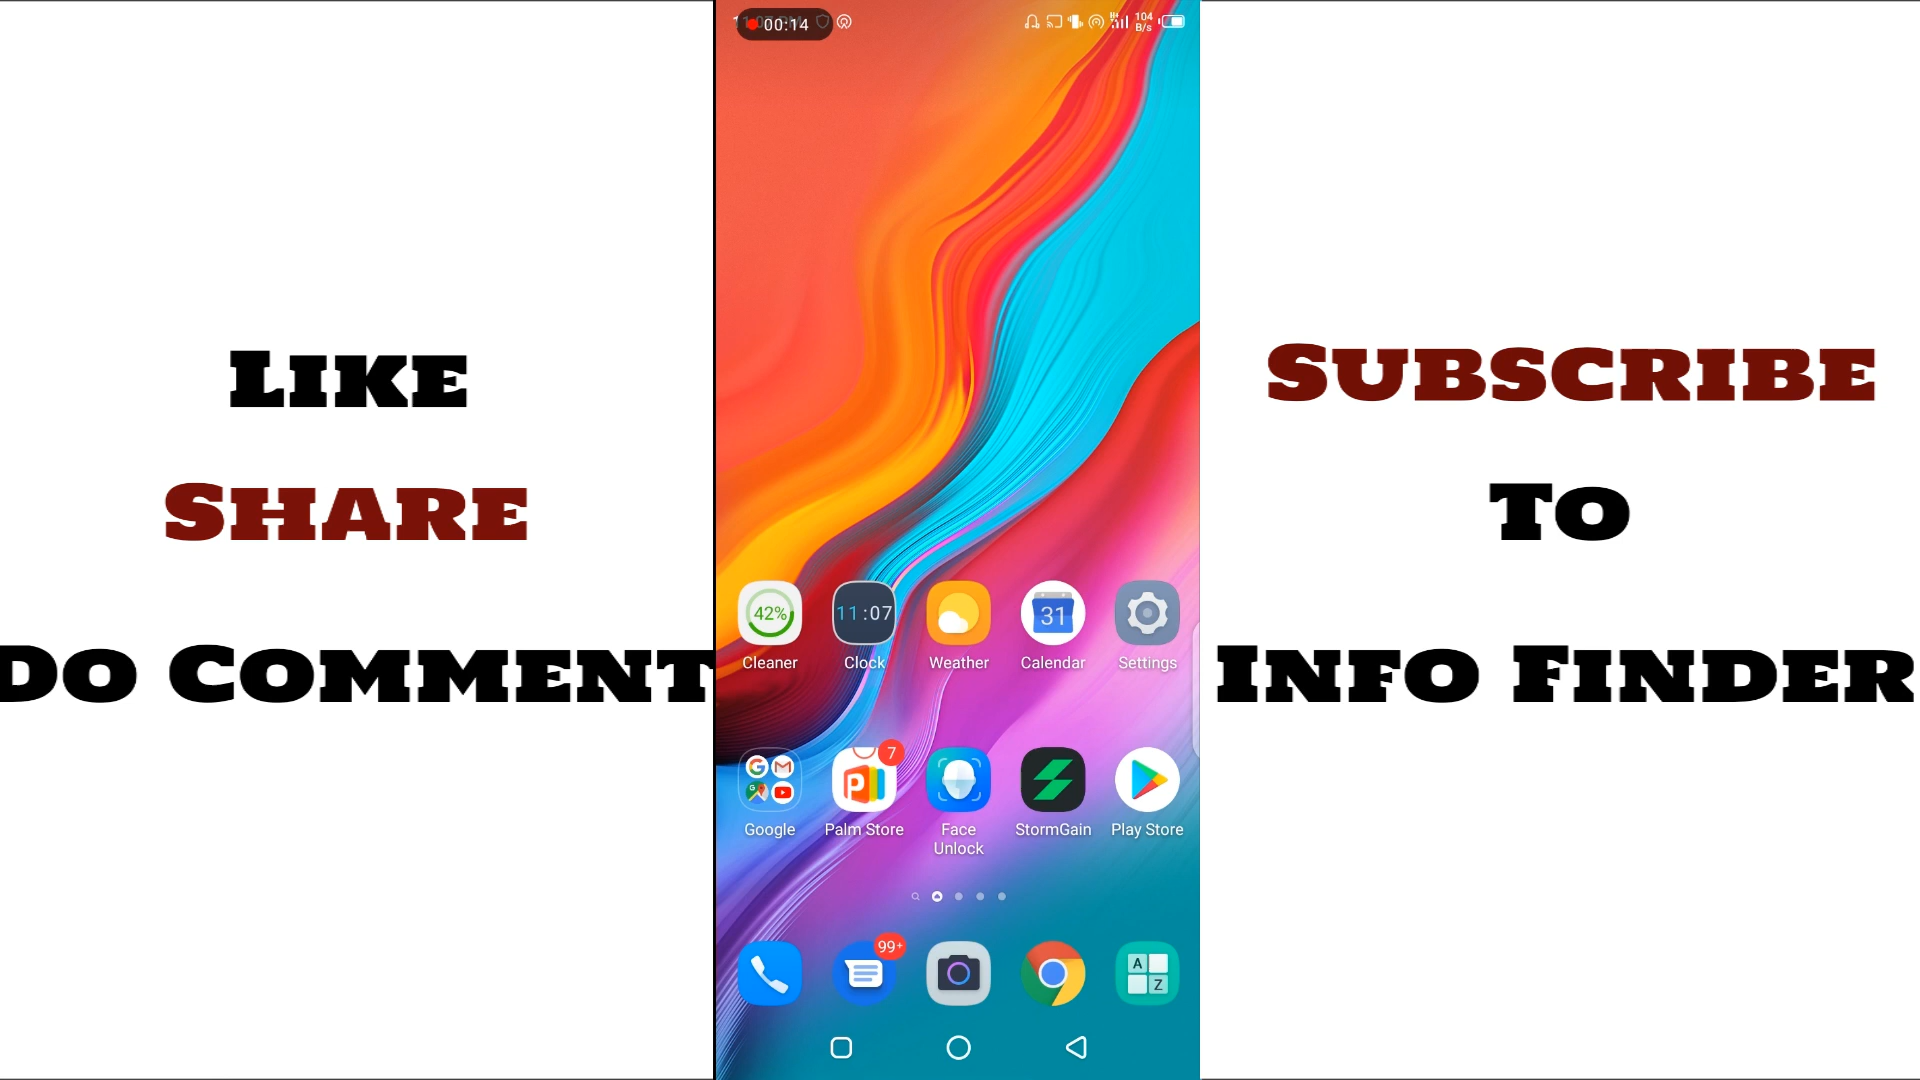 Like
Share
Do Comment
00:14
104
B/s
42%
11:07
31
Cleaner
Clock
Weather
Calendar
Settings
7
Google
Palm Store
Face
Unlock
StormGain
Play Store
99+
A
Z
Subscribe
To
Info Finder